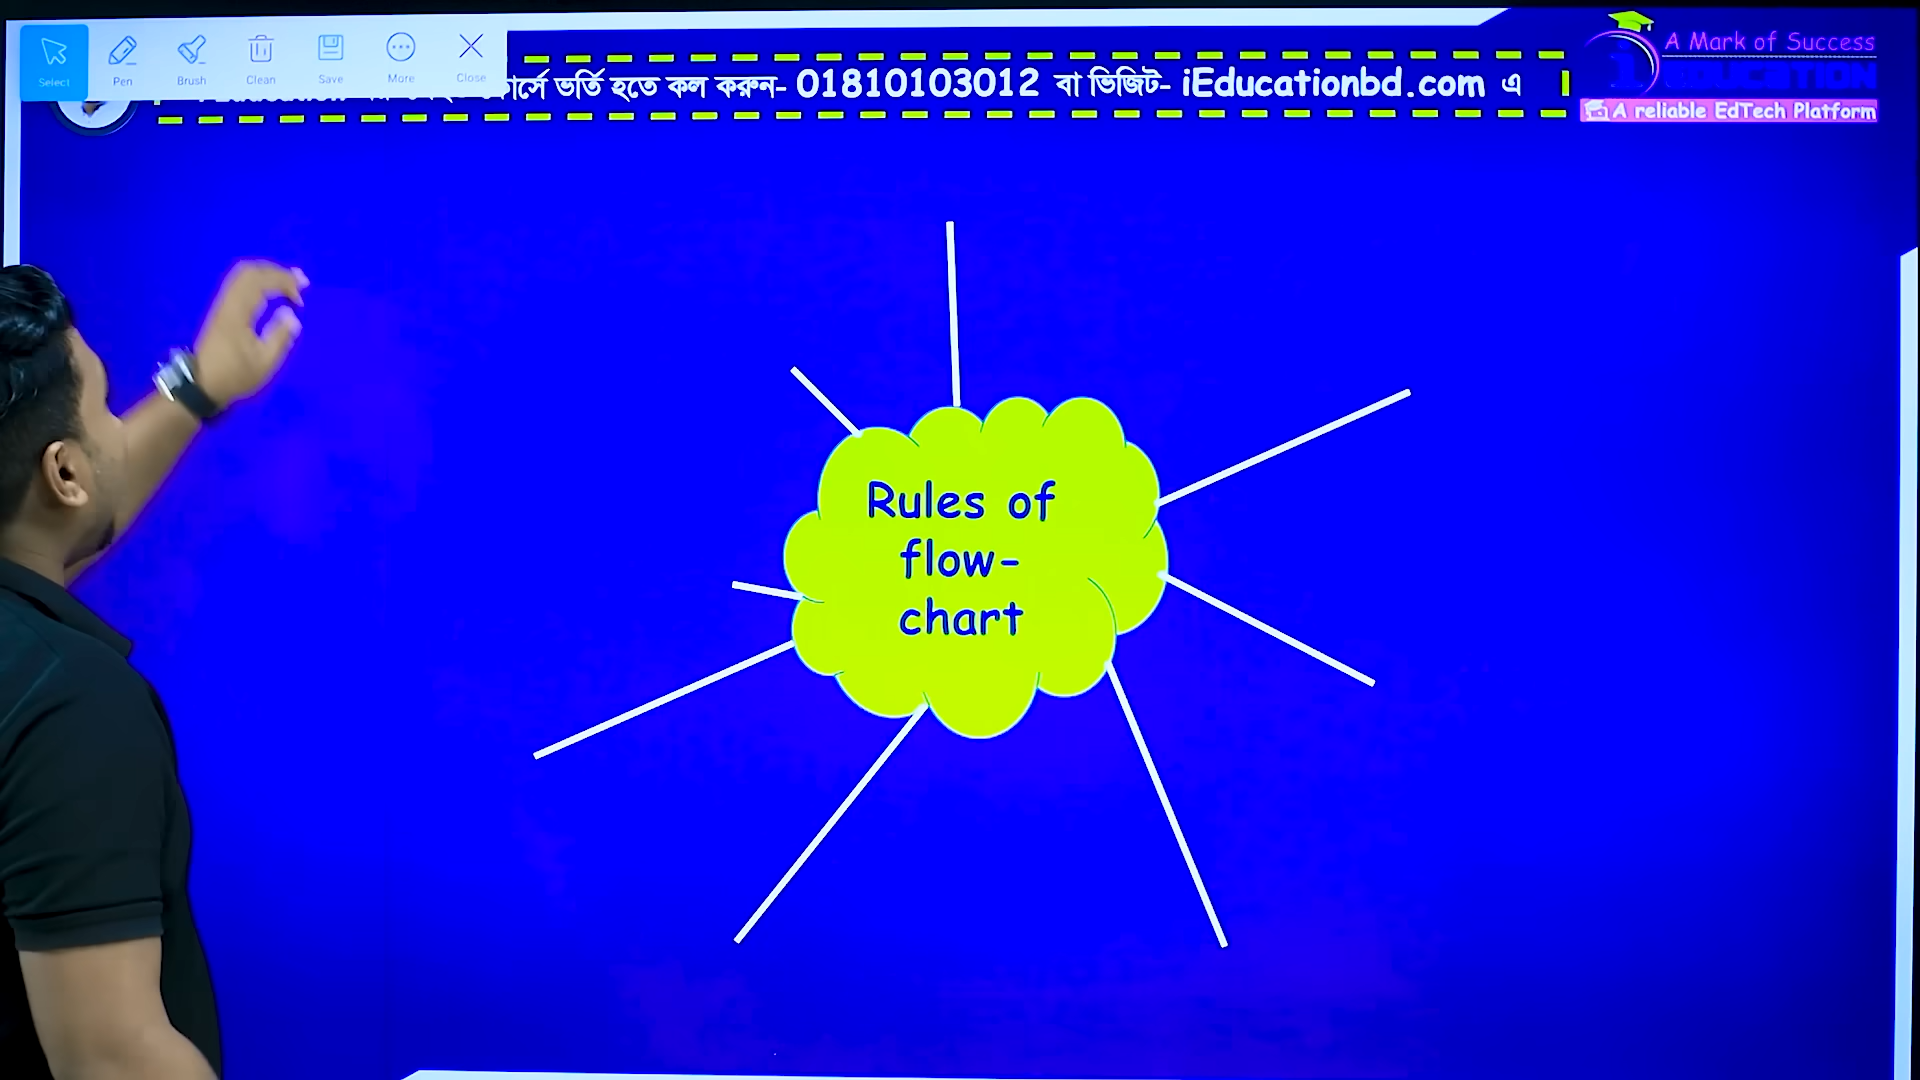 Select
Pen
Brush
Clean
Save
More
Close
ভর্তি হতে কল করুন- 01810103012 বা ভিজিট- iEducationbd.com এ
A Mark of Success
EDUCATION
A reliable EdTech Platform
Rules of
flow-
chart